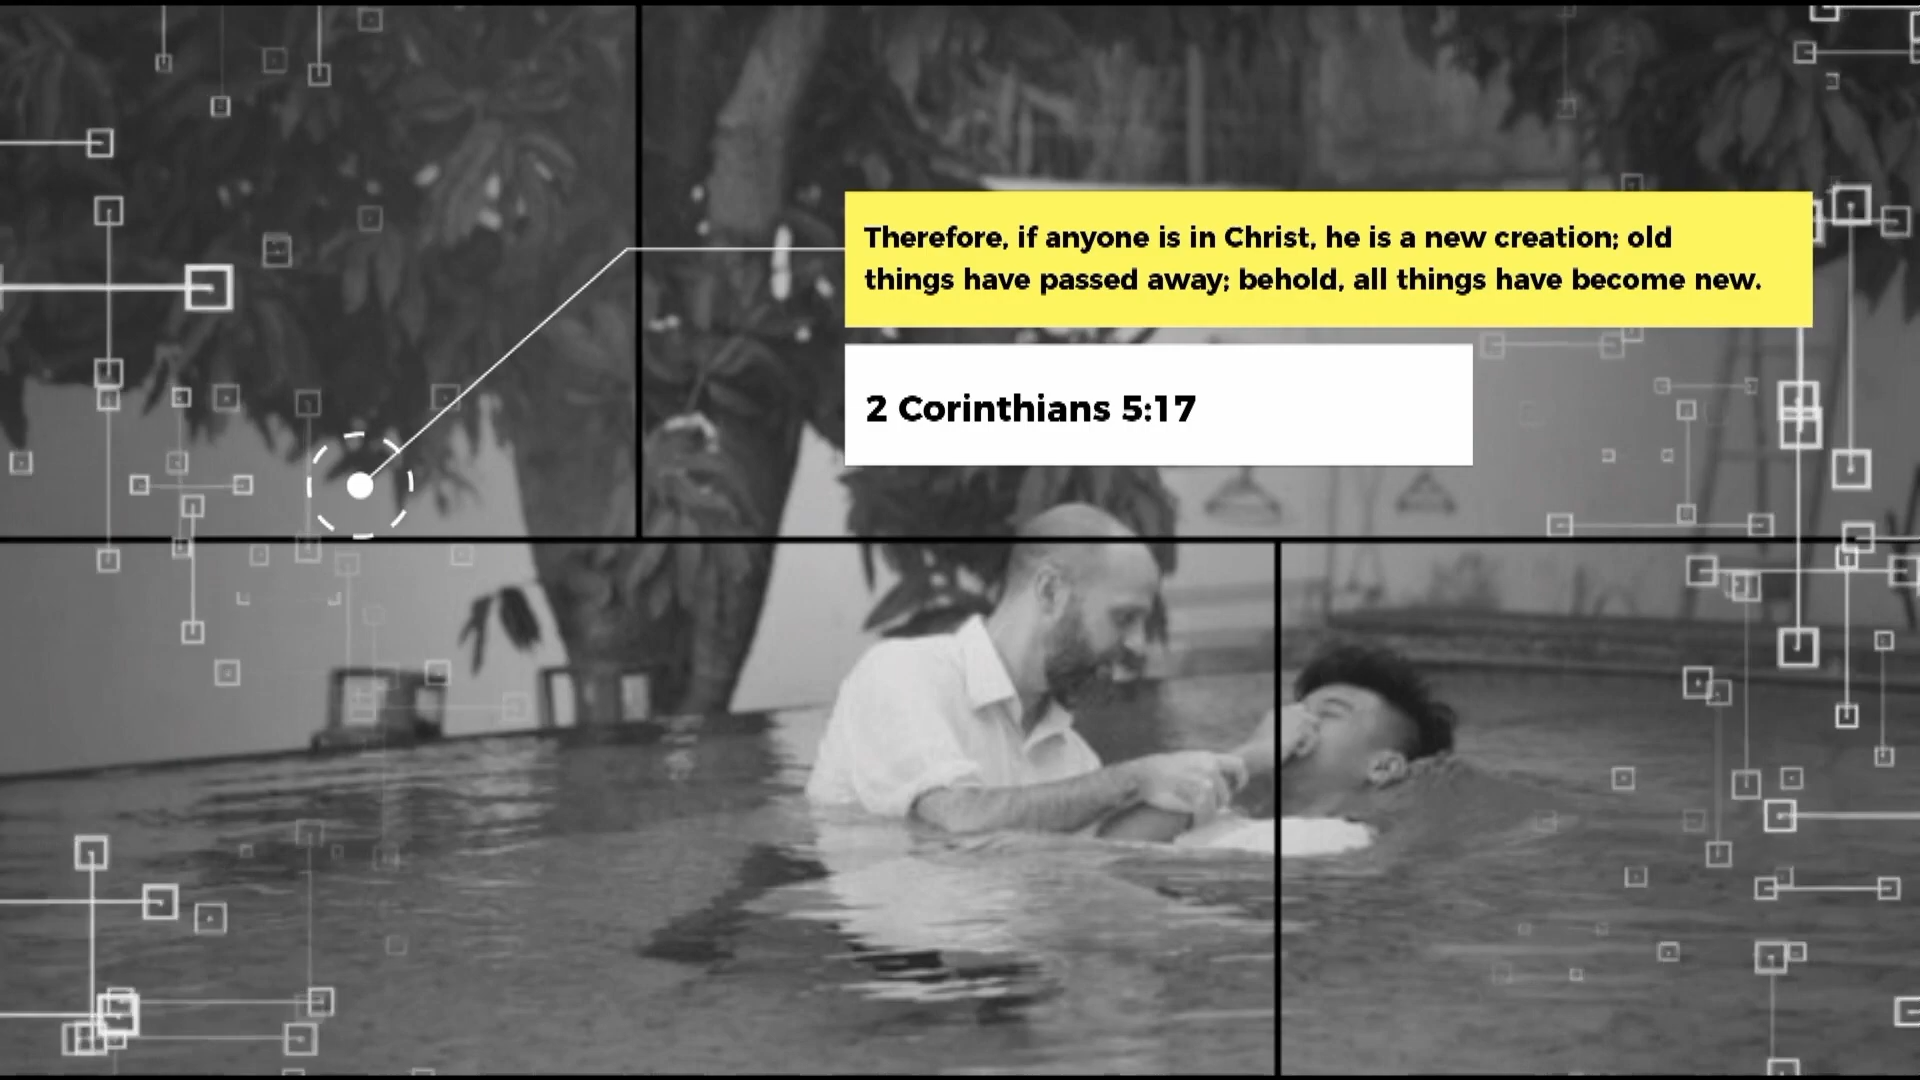 Therefore, if anyone is in Christ, he is a new creation; old
things have passed away; behold, all things have become new.
2 Corinthians 5:17